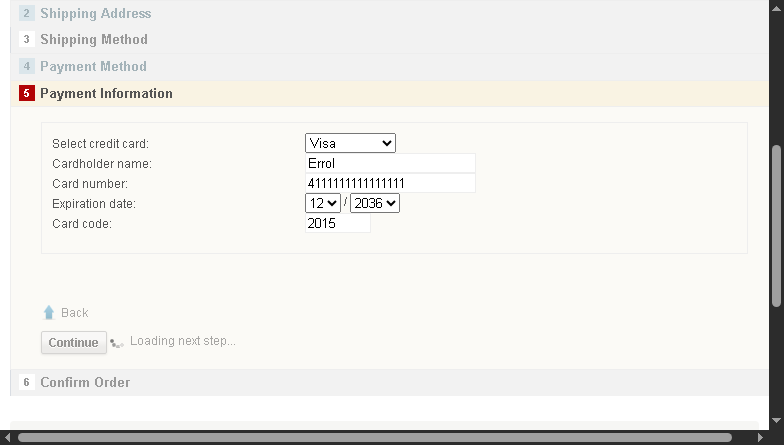 2 Shipping Address
3 Shipping Method
4 Payment Method
5 Payment Information
Select credit card: Visa
Cardholder name: Errol
Card number: 4111111111111111
Expiration date: 12 / 2036
Card code: 2015
Back
Continue Loading next step...
6 Confirm Order